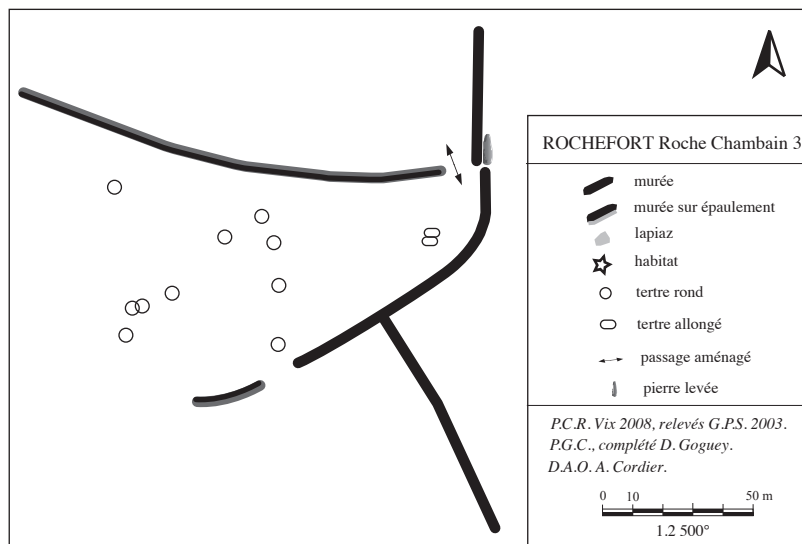 ROCHEFORT Roche Chambain 3
murée
murée sur épaulement
lapiaz
habitat
tertre rond
tertre allongé
passage aménagé
pierre levée
P.C.R. Vix 2008, relevés G.P.S. 2003.
P.G.C., complété D. Goguey.
D.A.O. A. Cordier.
0 10 50 m
1.2 500°